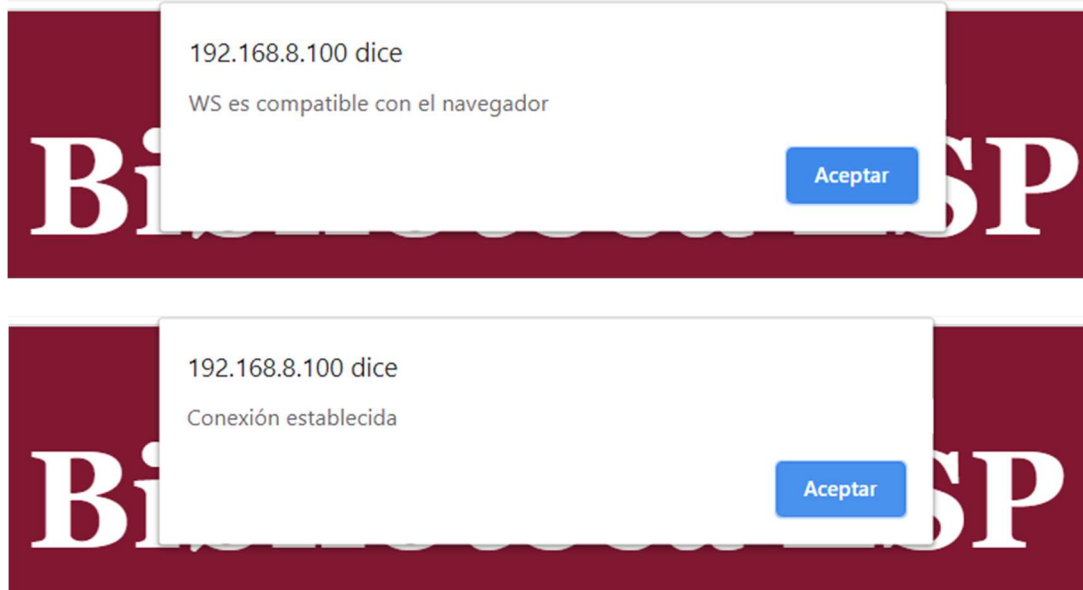 192.168.8.100 dice
WS es compatible con el navegador
Aceptar
192.168.8.100 dice
Conexión establecida
Aceptar